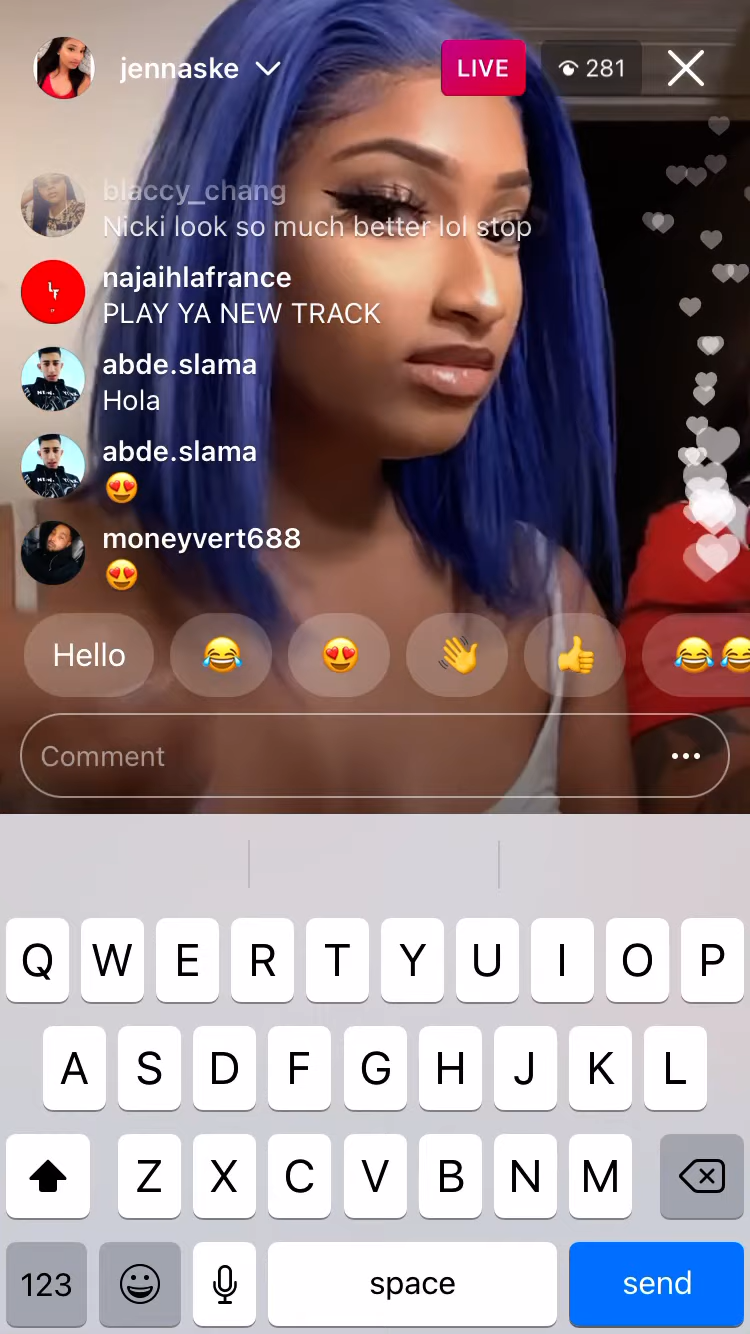 jennaske
LIVE
281
blaccy_chang
Nicki look so much better lol stop
najaihlafrance
PLAY YA NEW TRACK
abde.slama
Hola
abde.slama
😍
moneyvert688
😍
Hello 😂 😍 👋 👍 😂😂
Comment
Q W E R T Y U I O P
A S D F G H J K L
Z X C V B N M
123 space send